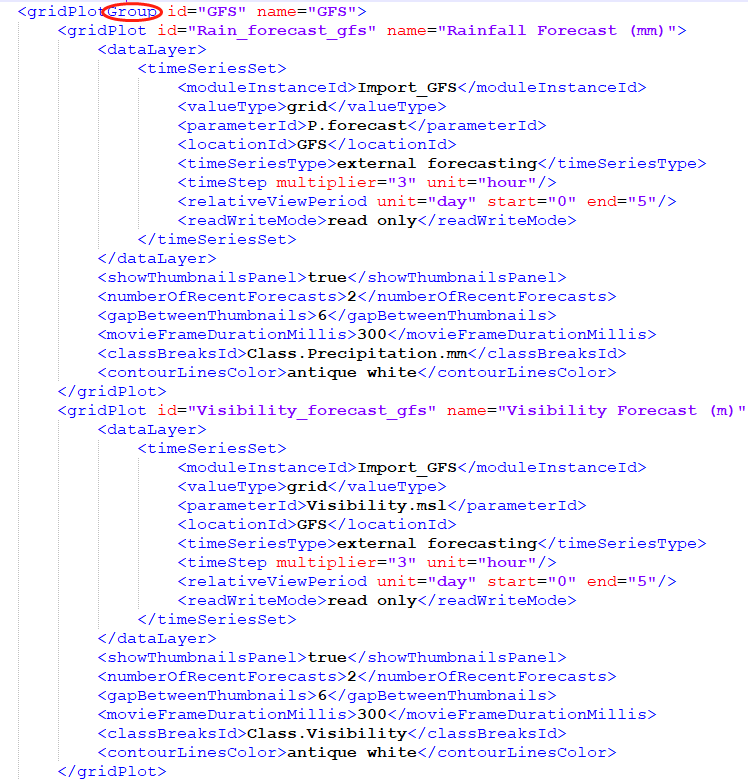 <gridPlotGroup id="GFS" name="GFS">
<gridPlot id="Rain_forecast_gfs" name="Rainfall Forecast (mm)">
<dataLayer>
<timeSeriesSet>
<moduleInstanceId>Import_GFS</moduleInstanceId>
<valueType>grid</valueType>
<parameterId>P.forecast</parameterId>
<locationId>GFS</locationId>
<timeSeriesType>external forecasting</timeSeriesType>
<timeStep multiplier="3" unit="hour"/>
<relativeViewPeriod unit="day" start="0" end="5"/>
<readWriteMode>read only</readWriteMode>
</timeSeriesSet>
</dataLayer>
<showThumbnailsPanel>true</showThumbnailsPanel>
<numberOfRecentForecasts>2</numberOfRecentForecasts>
<gapBetweenThumbnails>6</gapBetweenThumbnails>
<movieFrameDurationMillis>300</movieFrameDurationMillis>
<classBreaksId>Class.Precipitation.mm</classBreaksId>
<contourLinesColor>antique white</contourLinesColor>
</gridPlot>
<gridPlot id="Visibility_forecast_gfs" name="Visibility Forecast (m)"
<dataLayer>
<timeSeriesSet>
<moduleInstanceId>Import_GFS</moduleInstanceId>
<valueType>grid</valueType>
<parameterId>Visibility.msl</parameterId>
<locationId>GFS</locationId>
<timeSeriesType>external forecasting</timeSeriesType>
<timeStep multiplier="3" unit="hour"/>
<relativeViewPeriod unit="day" start="0" end="5"/>
<readWriteMode>read only</readWriteMode>
</timeSeriesSet>
</dataLayer>
<showThumbnailsPanel>true</showThumbnailsPanel>
<numberOfRecentForecasts>2</numberOfRecentForecasts>
<gapBetweenThumbnails>6</gapBetweenThumbnails>
<movieFrameDurationMillis>300</movieFrameDurationMillis>
<classBreaksId>Class.Visibility</classBreaksId>
<contourLinesColor>antique white</contourLinesColor>
</gridPlot>